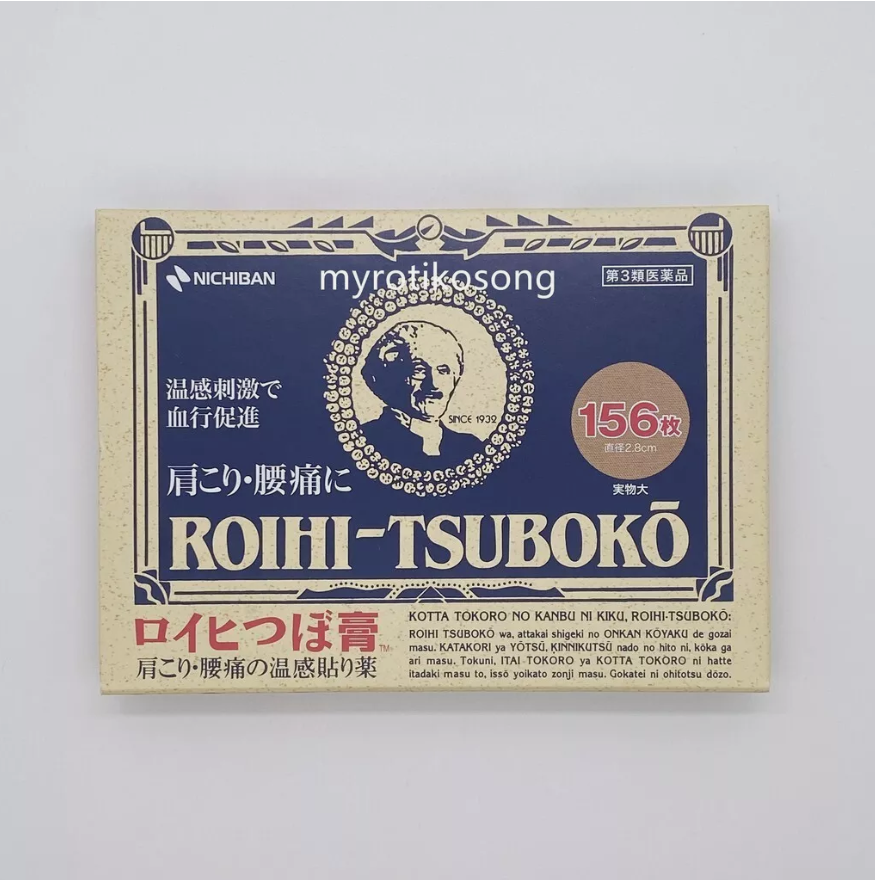 NICHIBAN
myrotikosong
第3類医薬品
温感刺激で
血行促進
SINCE 1939
156枚
直径2.8cm
実物大
肩こり・腰痛に
ROIHI-TSUBOKŌ
ロイヒつぼ膏™
肩こり・腰痛の温感貼り薬
KOTTA TOKORO NO KANBU NI KIKU, ROIHI-TSUBOKŌ:
ROIHI TSUBOKŌ wa, attakai shigeki no ONKAN KŌYAKU de gozai
masu. KATAKORI ya YŌTSŪ, KINNIKUTSŪ nado no hito ni, kōka ga
ari masu. Tokuni, ITAI TOKORO ya KOTTA TOKORO ni hatte
itadaki masu to, issō yoikato zonji masu. Gokatei ni ohitotsu dōzo.